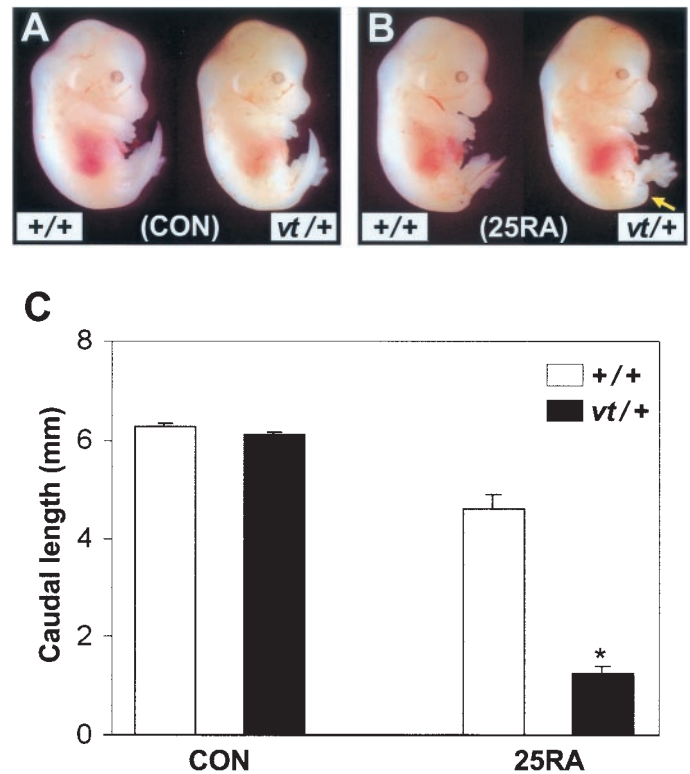 A
B
+/+ (CON) vt/+
+/+ (25RA) vt/+
C
8
6
4
2
0
Caudal length (mm)
+/+
vt/+
*
CON 25RA